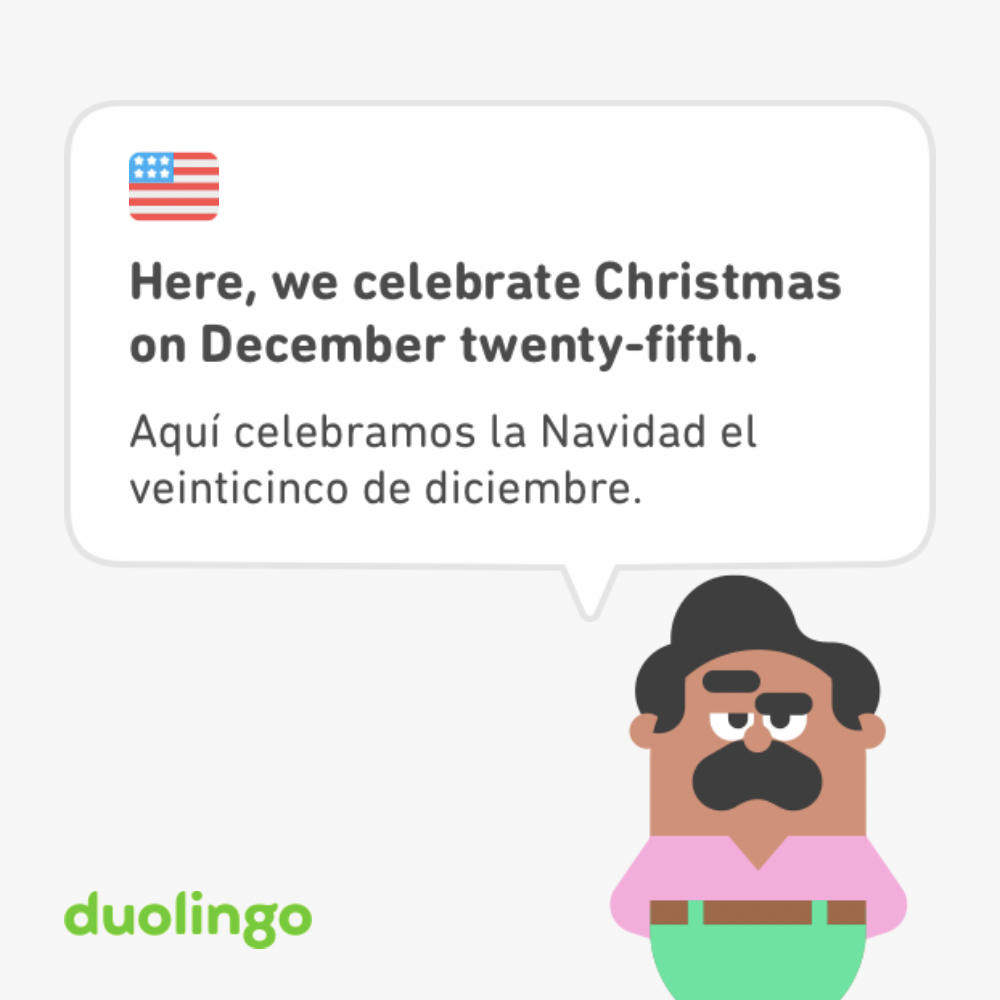 Here, we celebrate Christmas
on December twenty-fifth.
Aquí celebramos la Navidad el
veinticinco de diciembre.
duolingo